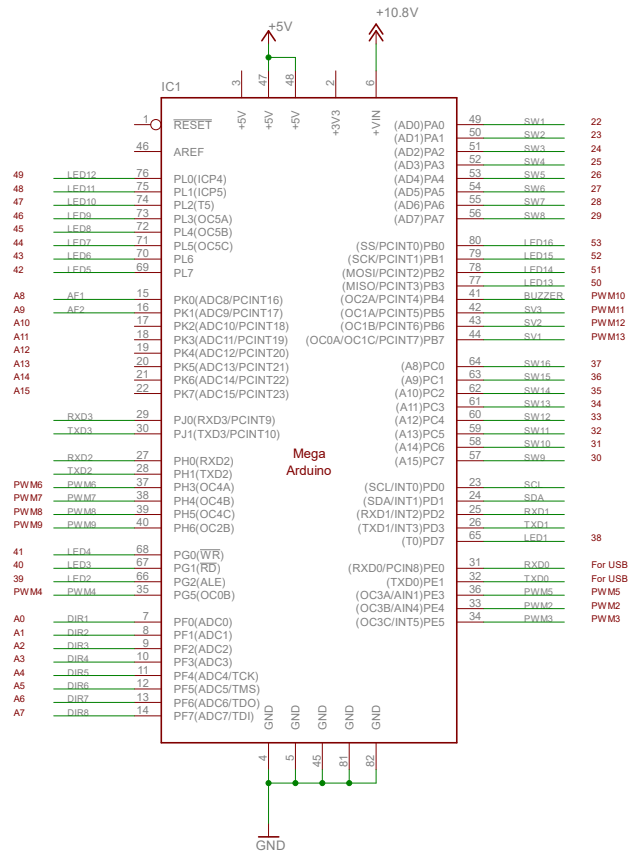 +5V +10.8V
IC1 3 47 48 2 6
+5V +5V +5V +3V3 +VIN
1 RESET
46 AREF
49 LED12 76 PL0(ICP4)
48 LED11 75 PL1(ICP5)
47 LED10 74 PL2(T5)
46 LED9 73 PL3(OC5A)
45 LED8 72 PL4(OC5B)
44 LED7 71 PL5(OC5C)
43 LED6 70 PL6
42 LED5 69 PL7
A8 AF1 15 PK0(ADC8/PCINT16)
A9 AF2 16 PK1(ADC9/PCINT17)
A10 17 PK2(ADC10/PCINT18)
A11 18 PK3(ADC11/PCINT19)
A12 19 PK4(ADC12/PCINT20)
A13 20 PK5(ADC13/PCINT21)
A14 21 PK6(ADC14/PCINT22)
A15 22 PK7(ADC15/PCINT23)
RXD3 29 PJ0(RXD3/PCINT9)
TXD3 30 PJ1(TXD3/PCINT10)
RXD2 27 PH0(RXD2)
TXD2 28 PH1(TXD2)
PWM6 PWM6 37 PH3(OC4A)
PWM7 PWM7 38 PH4(OC4B)
PWM8 PWM8 39 PH5(OC4C)
PWM9 PWM9 40 PH6(OC2B)
41 LED4 68 PG0(WR)
40 LED3 67 PG1(RD)
39 LED2 66 PG2(ALE)
PWM4 PWM4 35 PG5(OC0B)
A0 DIR1 7 PF0(ADC0)
A1 DIR2 8 PF1(ADC1)
A2 DIR3 9 PF2(ADC2)
A3 DIR4 10 PF3(ADC3)
A4 DIR5 11 PF4(ADC4/TCK)
A5 DIR6 12 PF5(ADC5/TMS)
A6 DIR7 13 PF6(ADC6/TDO)
A7 DIR8 14 PF7(ADC7/TDI)
Mega
Arduino
(AD0)PA0 49 SW1 22
(AD1)PA1 50 SW2 23
(AD2)PA2 51 SW3 24
(AD3)PA3 52 SW4 25
(AD4)PA4 53 SW5 26
(AD5)PA5 54 SW6 27
(AD6)PA6 55 SW7 28
(AD7)PA7 56 SW8 29
(SS/PCINT0)PB0 80 LED16 53
(SCK/PCINT1)PB1 79 LED15 52
(MOSI/PCINT2)PB2 78 LED14 51
(MISO/PCINT3)PB3 77 LED13 50
(OC2A/PCINT4)PB4 41 BUZZER PWM10
(OC1A/PCINT5)PB5 42 SV3 PWM11
(OC1B/PCINT6)PB6 43 SV2 PWM12
(OC0A/OC1C/PCINT7)PB7 44 SV1 PWM13
(A8)PC0 64 SW16 37
(A9)PC1 63 SW15 36
(A10)PC2 62 SW14 35
(A11)PC3 61 SW13 34
(A12)PC4 60 SW12 33
(A13)PC5 59 SW11 32
(A14)PC6 58 SW10 31
(A15)PC7 57 SW9 30
(SCL/INT0)PD0 23 SCL
(SDA/INT1)PD1 24 SDA
(RXD1/INT2)PD2 25 RXD1
(TXD1/INT3)PD3 26 TXD1
(T0)PD7 65 LED1 38
(RXD0/PCIN8)PE0 31 RXD0 For USB
(TXD0)PE1 32 TXD0 For USB
(OC3A/AIN1)PE3 36 PWM5 PWM5
(OC3B/AIN4)PE4 33 PWM2 PWM2
(OC3C/INT5)PE5 34 PWM3 PWM3
GND GND GND GND GND
4 5 45 81 82
GND